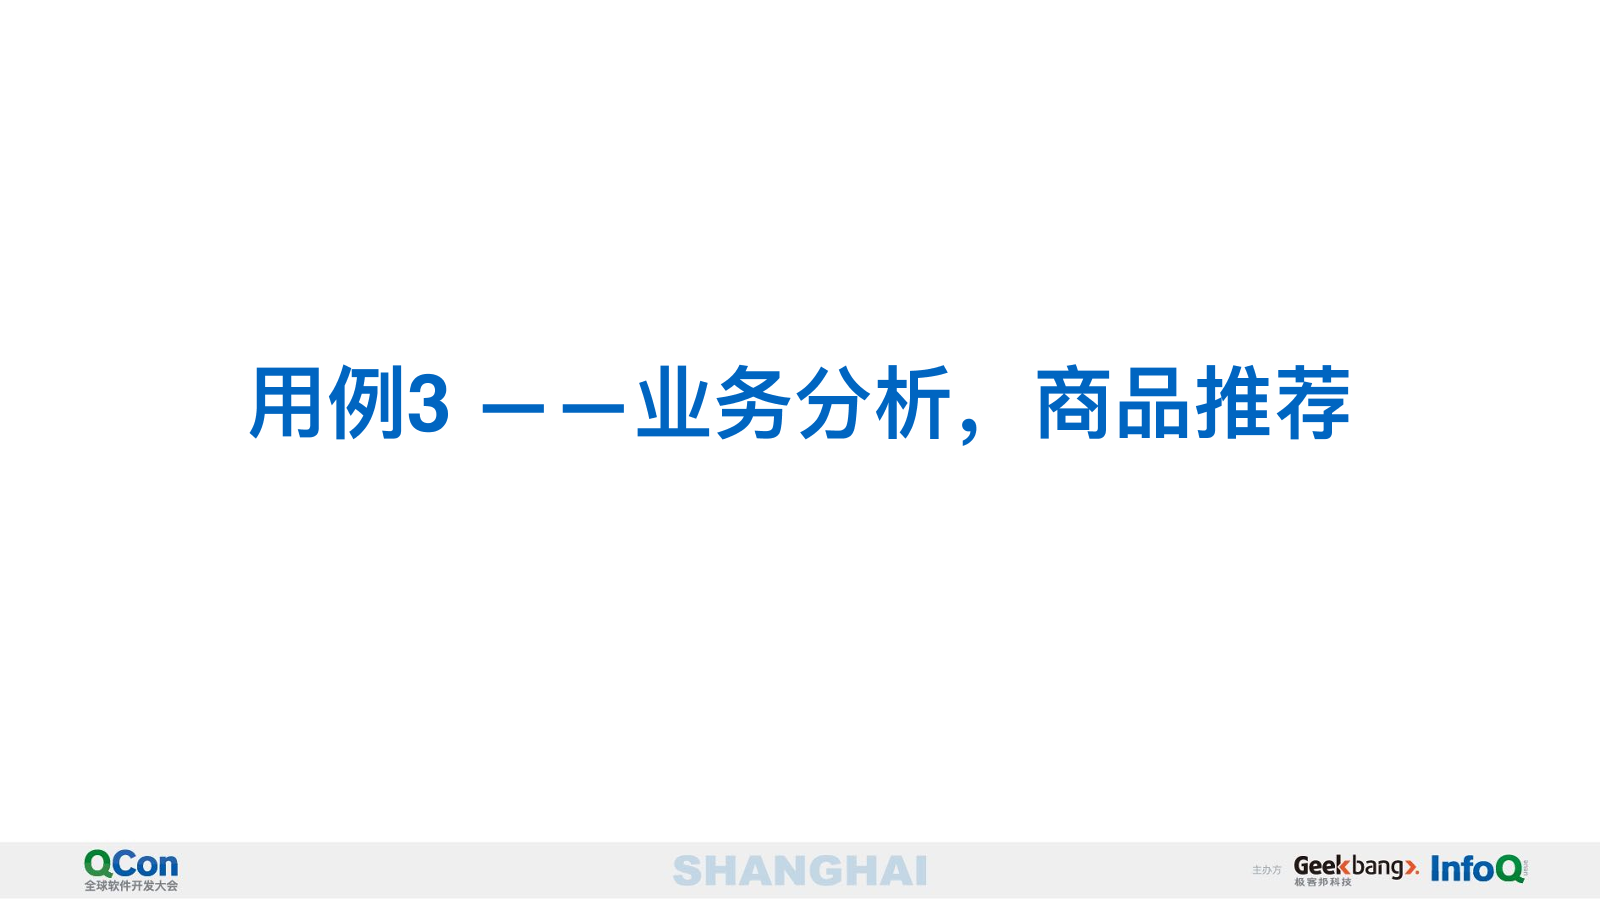 用例3 ——业务分析，商品推荐
QCon
全球软件开发大会
SHANGHAI
主办方
Geekbang>.
极客邦科技
InfoQ